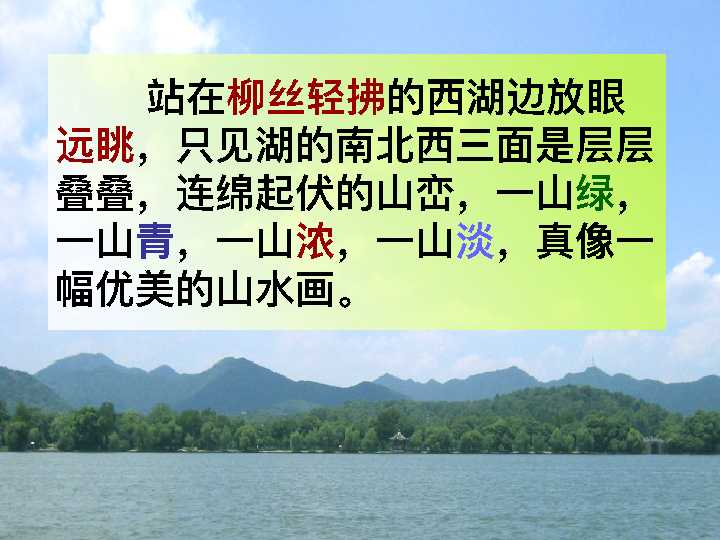 站在柳丝轻拂的西湖边放眼
远眺，只见湖的南北西三面是层层
叠叠，连绵起伏的山峦，一山绿，
一山青，一山浓，一山淡，真像一
幅优美的山水画。